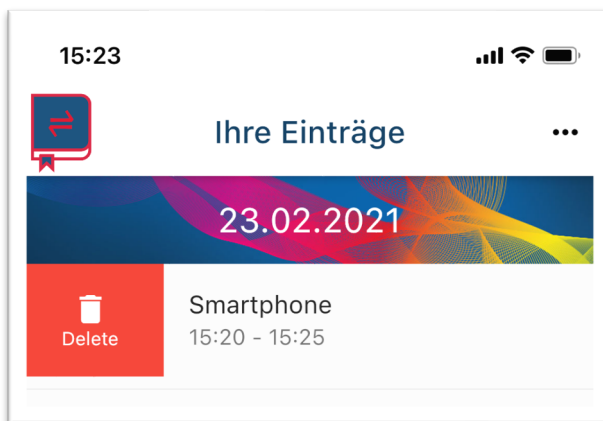 15:23
Ihre Einträge
23.02.2021
Smartphone
Delete
15:20 - 15:25